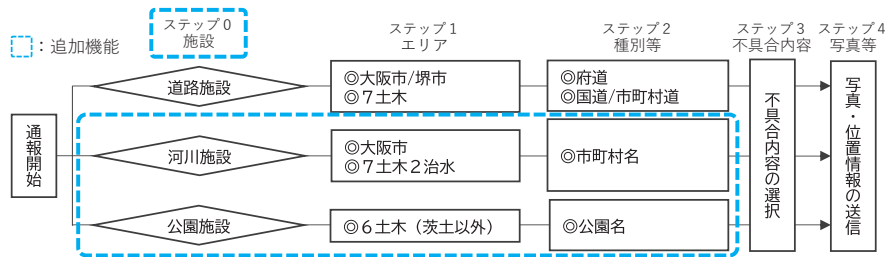 ：追加機能
ステップ0
施設
ステップ1
エリア
ステップ2
種別等
ステップ3
不具合内容
ステップ4
写真等
通報開始
道路施設
◎大阪市/堺市
◎７土木
◎府道
◎国道/市町村道
河川施設
◎大阪市
◎７土木２治水
◎市町村名
公園施設
◎６土木（茨土以外）
◎公園名
不具合内容の選択
写真・位置情報の送信